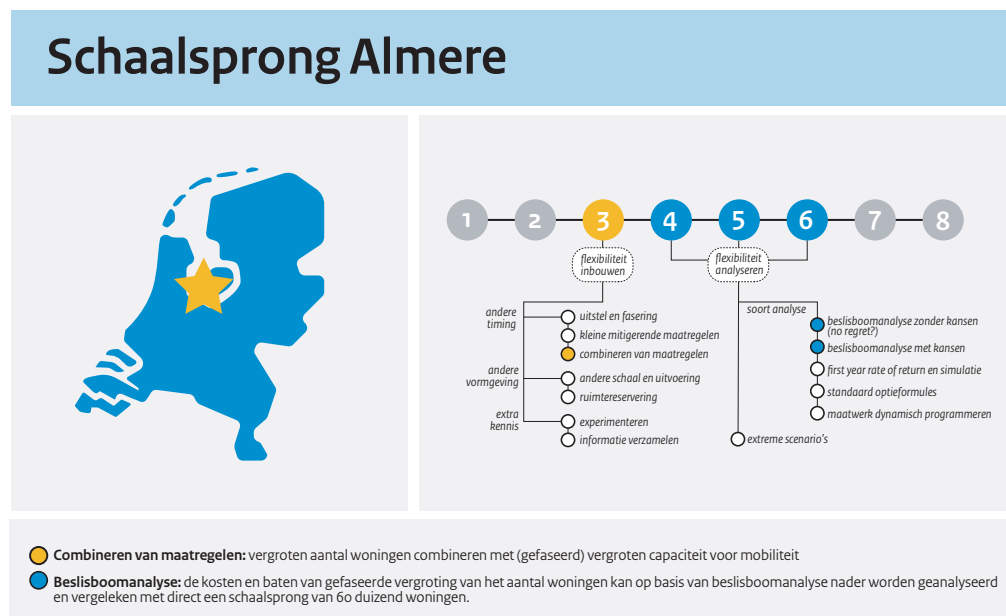 Schaalsprong Almere
1 2 3 4 5 6 7 8
flexibiliteit
inbouwen
flexibiliteit
analyseren
andere
timing
uitstel en fasering
kleine mitigerende maatregelen
combineren van maatregelen
andere
vormgeving
andere schaal en uitvoering
ruimtereservering
extra
kennis
experimenteren
informatie verzamelen
soort analyse
beslisboomanalyse zonder kansen
(no regret?)
beslisboomanalyse met kansen
first year rate of return en simulatie
standaard optieformules
maatwerk dynamisch programmeren
extreme scenario's
Combineren van maatregelen: vergroten aantal woningen combineren met (gefaseerd) vergroten capaciteit voor mobiliteit
Beslisboomanalyse: de kosten en baten van gefaseerde vergroting van het aantal woningen kan op basis van beslisboomanalyse nader worden geanalyseerd
en vergeleken met direct een schaalsprong van 60 duizend woningen.